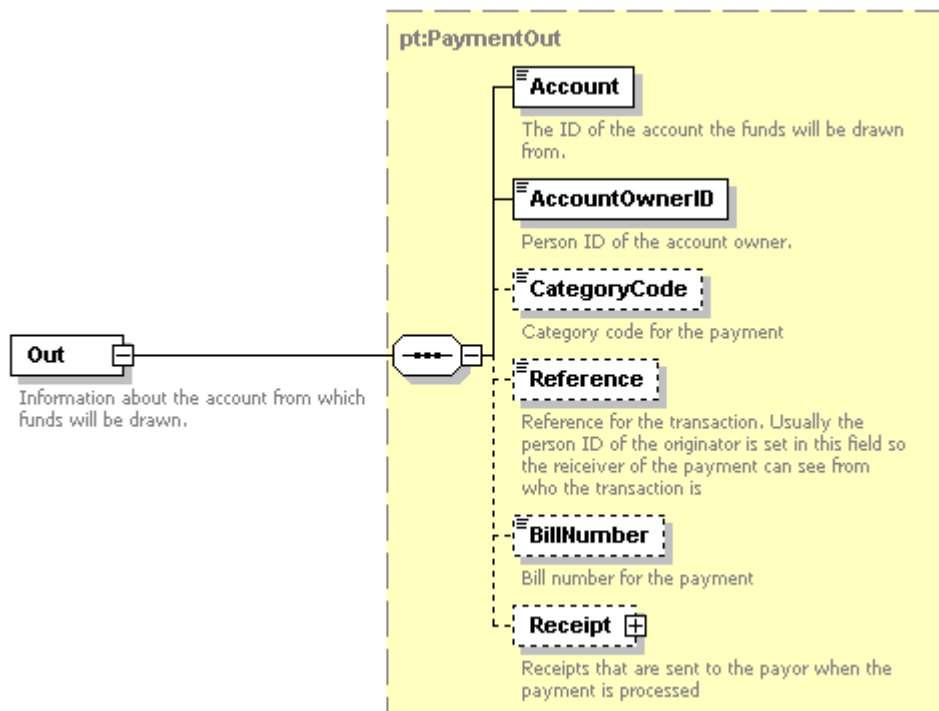 pt:PaymentOut
Account
The ID of the account the funds will be drawn
from.
AccountOwnerID
Person ID of the account owner.
CategoryCode
Category code for the payment
Out
Information about the account from which
funds will be drawn.
Reference
Reference for the transaction. Usually the
person ID of the originator is set in this field so
the reiceiver of the payment can see from
who the transaction is
BillNumber
Bill number for the payment
Receipt
Receipts that are sent to the payor when the
payment is processed